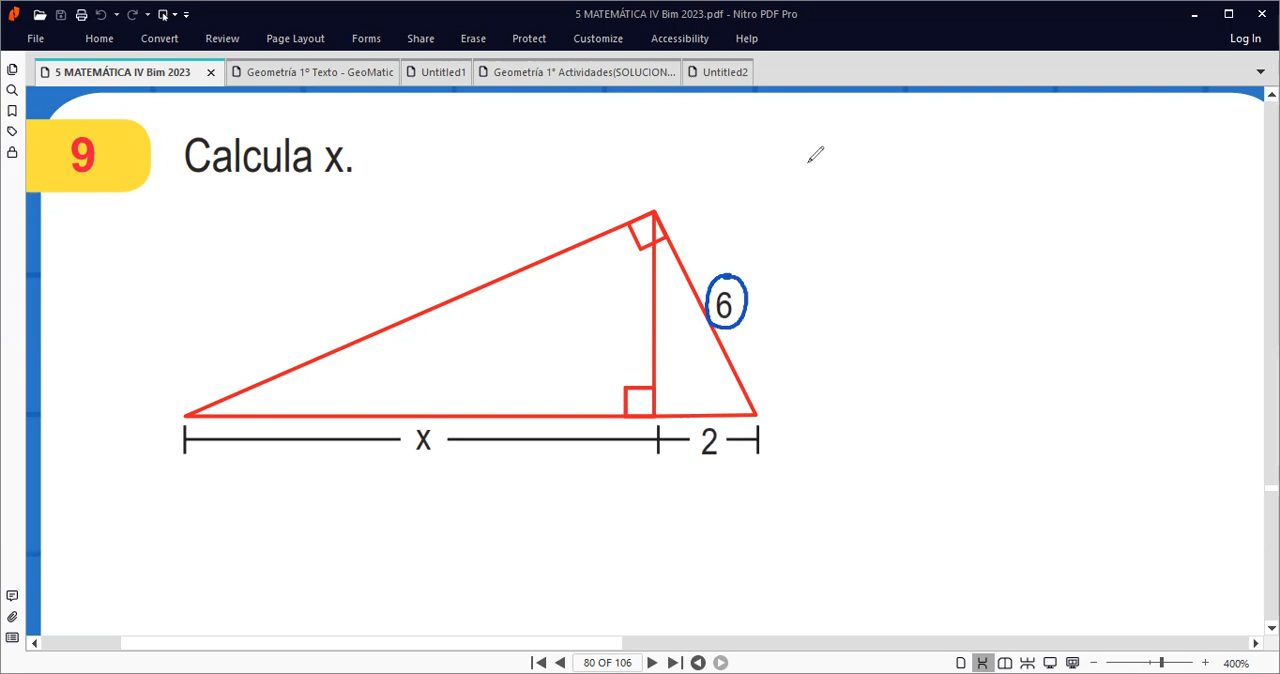 5 MATEMÁTICA IV Bim 2023.pdf - Nitro PDF Pro
File Home Convert Review Page Layout Forms Share Erase Protect Customize Accessibility Help Log In
5 MATEMÁTICA IV Bim 2023 Geometría 1º Texto - GeoMatic Untitled1 Geometría 1° Actividades(SOLUCION... Untitled2
9 Calcula x.
6
x 2
80 OF 106 400%